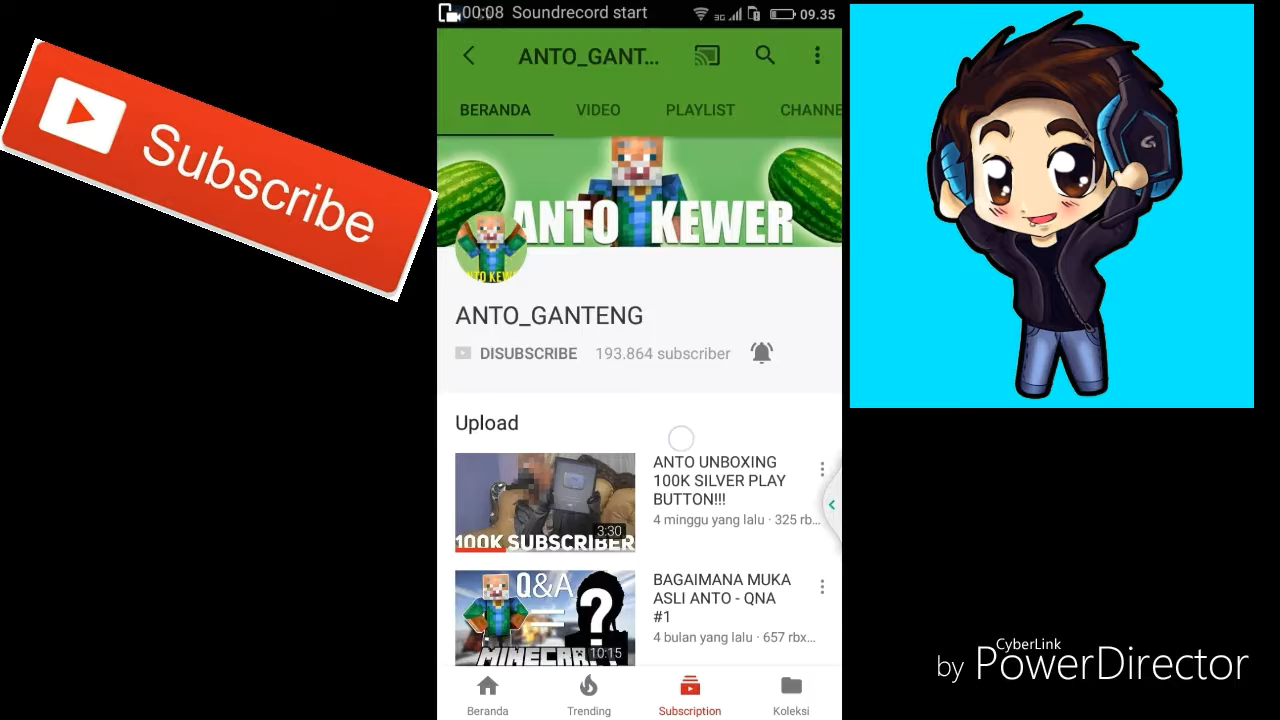 Subscribe
00:08 Soundrecord start
3G
09.35
ANTO_GANT...
BERANDA VIDEO PLAYLIST CHANNE
ANTO KEWER
ANTO_GANTENG
DISUBSCRIBE 193.864 subscriber
Upload
ANTO UNBOXING
100K SILVER PLAY
BUTTON!!!
4 minggu yang lalu · 325 rb...
3:30
100K SUBSCRIBER
BAGAIMANA MUKA
ASLI ANTO - QNA
#1
4 bulan yang lalu · 657 rbx...
Q&A
=
?
10:15
MINECRAF
Beranda Trending Subscription Koleksi
G
CyberLink
by PowerDirector